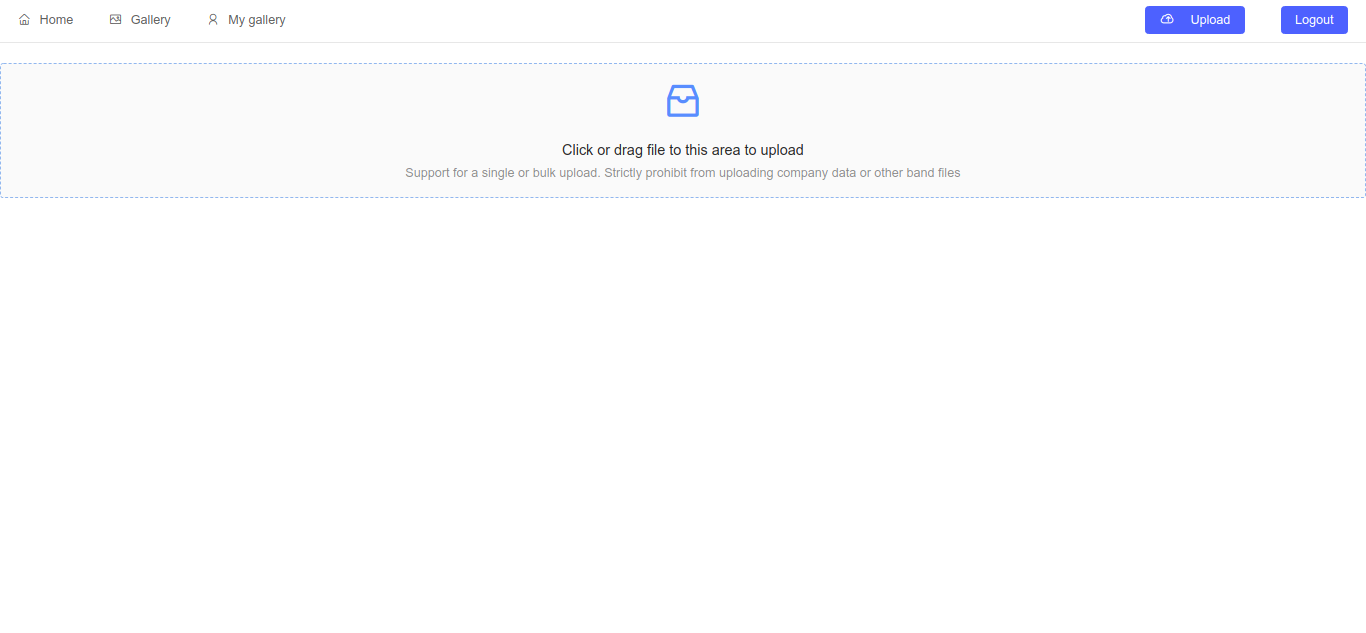 Home
Gallery
My gallery
Upload
Logout
Click or drag file to this area to upload
Support for a single or bulk upload. Strictly prohibit from uploading company data or other band files